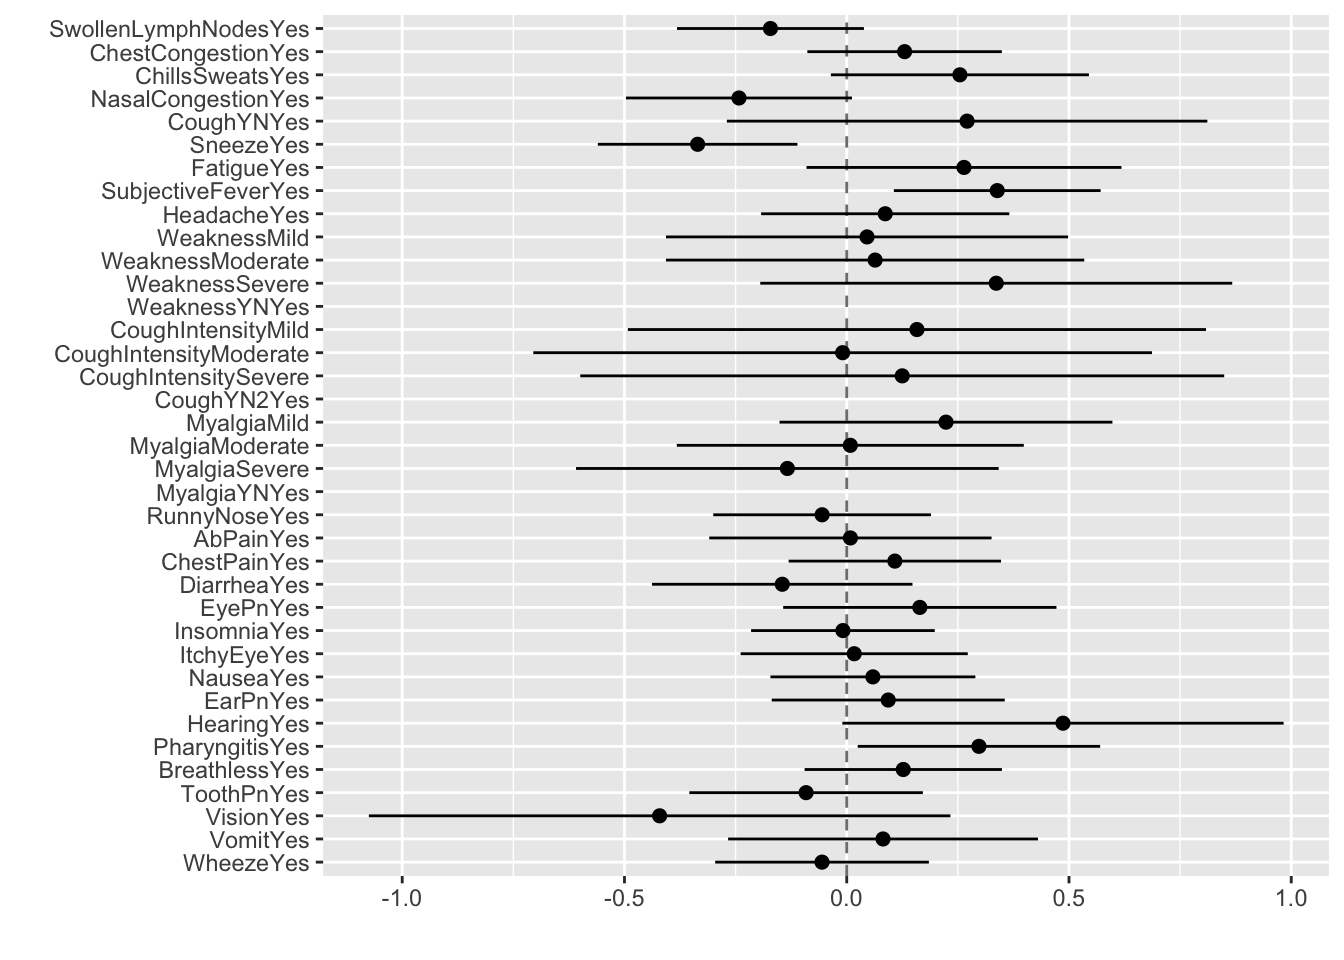 SwollenLymphNodesYes
ChestCongestionYes
ChillsSweatsYes
NasalCongestionYes
CoughYNYes
SneezeYes
FatigueYes
SubjectiveFeverYes
HeadacheYes
WeaknessMild
WeaknessModerate
WeaknessSevere
WeaknessYNYes
CoughIntensityMild
CoughIntensityModerate
CoughIntensitySevere
CoughYN2Yes
MyalgiaMild
MyalgiaModerate
MyalgiaSevere
MyalgiaYNYes
RunnyNoseYes
AbPainYes
ChestPainYes
DiarrheaYes
EyePnYes
InsomniaYes
ItchyEyeYes
NauseaYes
EarPnYes
HearingYes
PharyngitisYes
BreathlessYes
ToothPnYes
VisionYes
VomitYes
WheezeYes
-1.0 -0.5 0.0 0.5 1.0